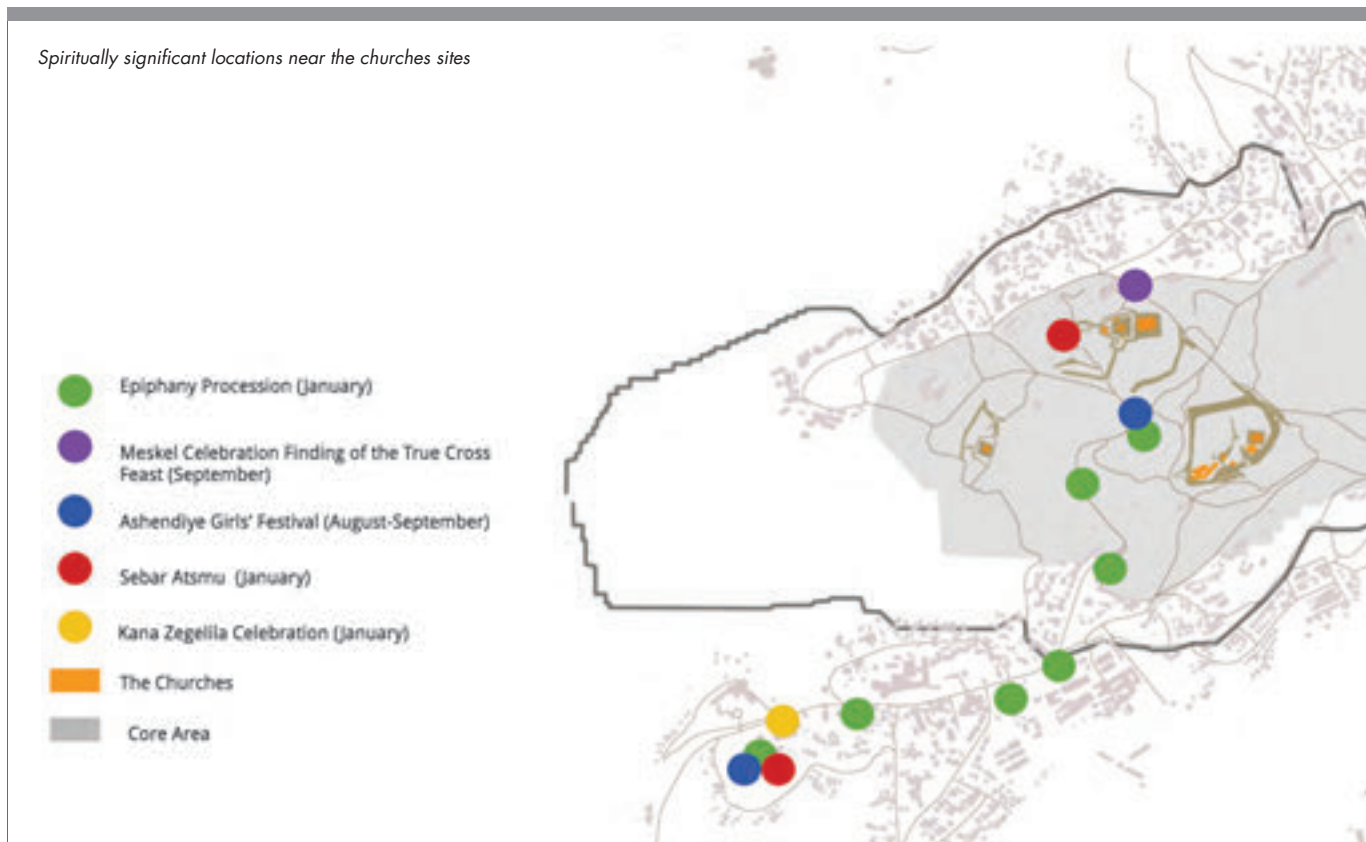 Spiritually significant locations near the churches sites
Epiphany Procession (January)
Meskel Celebration Finding of the True Cross
Feast (September)
Ashendiye Girls' Festival (August-September)
Sebar Atsmu (January)
Kana Zegelila Celebration (January)
The Churches
Core Area